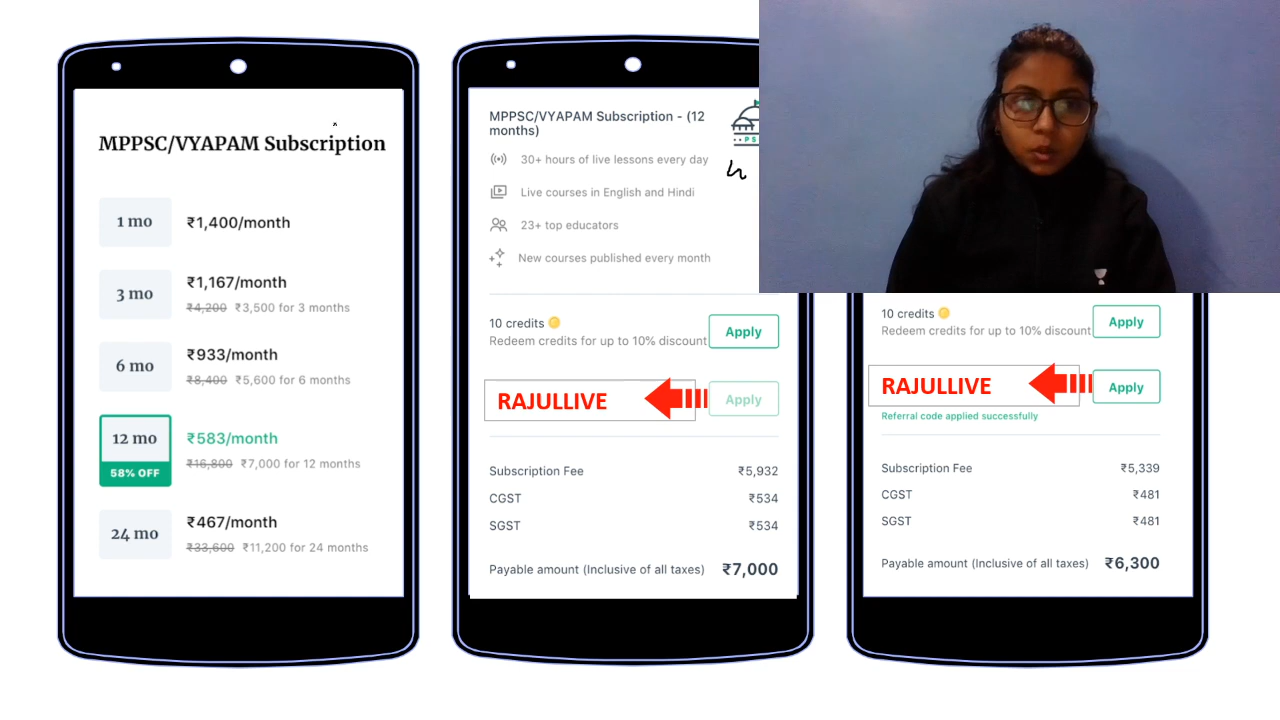 MPPSC/VYAPAM Subscription
1 mo ₹1,400/month
3 mo ₹1,167/month
₹4,200 ₹3,500 for 3 months
6 mo ₹933/month
₹8,400 ₹5,600 for 6 months
12 mo ₹583/month
58% OFF ₹16,800 ₹7,000 for 12 months
24 mo ₹467/month
₹33,600 ₹11,200 for 24 months
MPPSC/VYAPAM Subscription - (12
months)
PS
30+ hours of live lessons every day
Live courses in English and Hindi
23+ top educators
New courses published every month
10 credits
Redeem credits for up to 10% discount
Apply
RAJULLIVE
Apply
Subscription Fee ₹5,932
CGST ₹534
SGST ₹534
Payable amount (Inclusive of all taxes) ₹7,000
10 credits
Redeem credits for up to 10% discount
Apply
RAJULLIVE
Apply
Referral code applied successfully
Subscription Fee ₹5,339
CGST ₹481
SGST ₹481
Payable amount (Inclusive of all taxes) ₹6,300